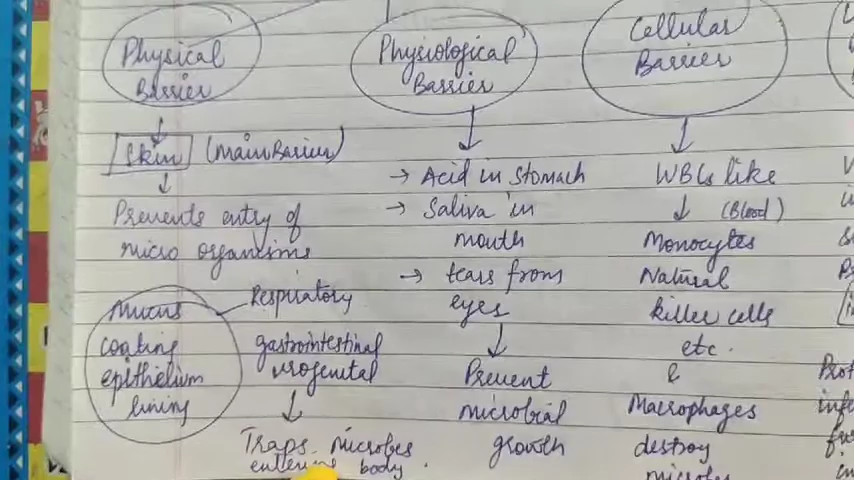 Physical
Barrier
[Skin] (main Barrier)
Prevents entry of
micro organisms
Mucus
coating
epithelium
lining
Respiratory
gastrointestinal
urogenital
Traps microbes
entering body.
Physiological
Barrier
→ Acid in stomach
→ Saliva in
mouth
→ tears from
eyes
Prevent
microbial
growth
Cellular
Barrier
WBCs like
(Blood)
Monocytes
Natural
killer cells
etc.
&
Macrophages
destroy
microbes